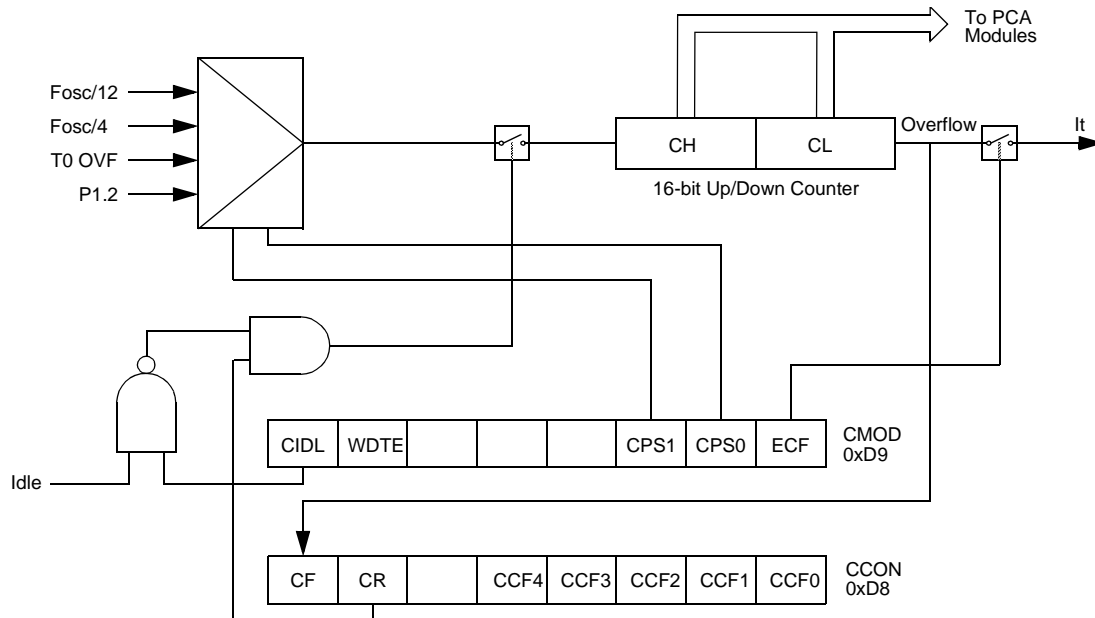 To PCA
Modules
Fosc/12
Fosc/4
T0 OVF
P1.2
CH
CL
Overflow
It
16-bit Up/Down Counter
CIDL
WDTE
CPS1
CPS0
ECF
CMOD
0xD9
Idle
CF
CR
CCF4
CCF3
CCF2
CCF1
CCF0
CCON
0xD8